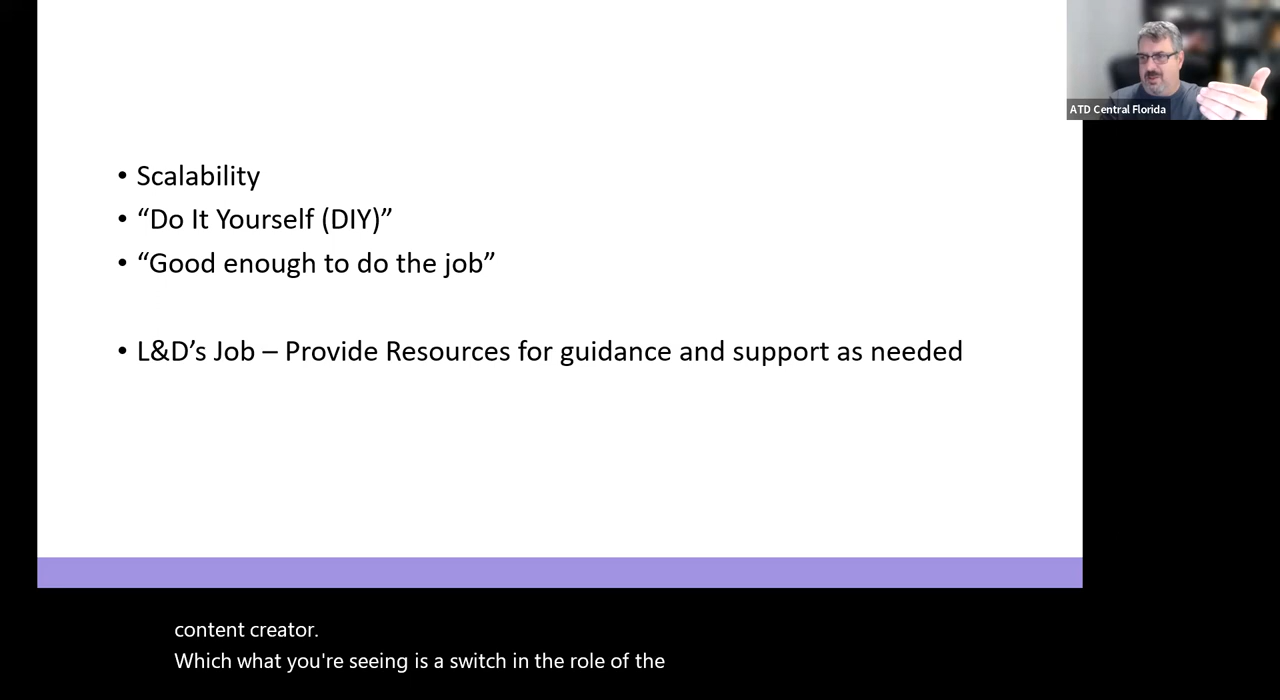 ATD Central Florida
• Scalability
• “Do It Yourself (DIY)”
• “Good enough to do the job”
• L&D’s Job – Provide Resources for guidance and support as needed
content creator.
Which what you're seeing is a switch in the role of the